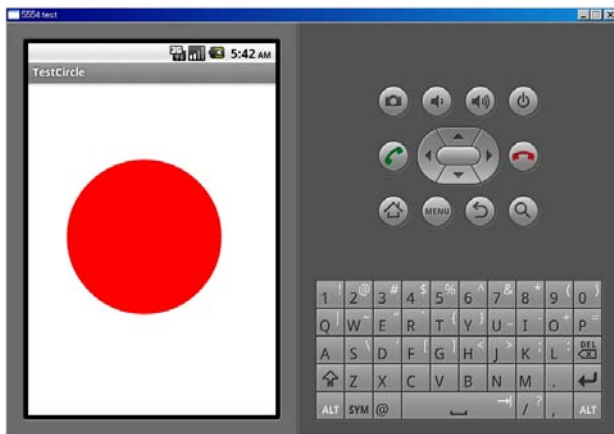 5554:test
3G 5:42 AM
TestCircle
MENU
1 ! 2 @ 3 # 4 $ 5 % 6 ^ 7 & 8 * 9 ( 0 )
Q | W ~ E " R ` T { Y } U _ I - O + P =
A S \ D ' F [ G ] H < J > K ; L : DEL
Z X C V B N M .
ALT SYM @ / ? , ALT